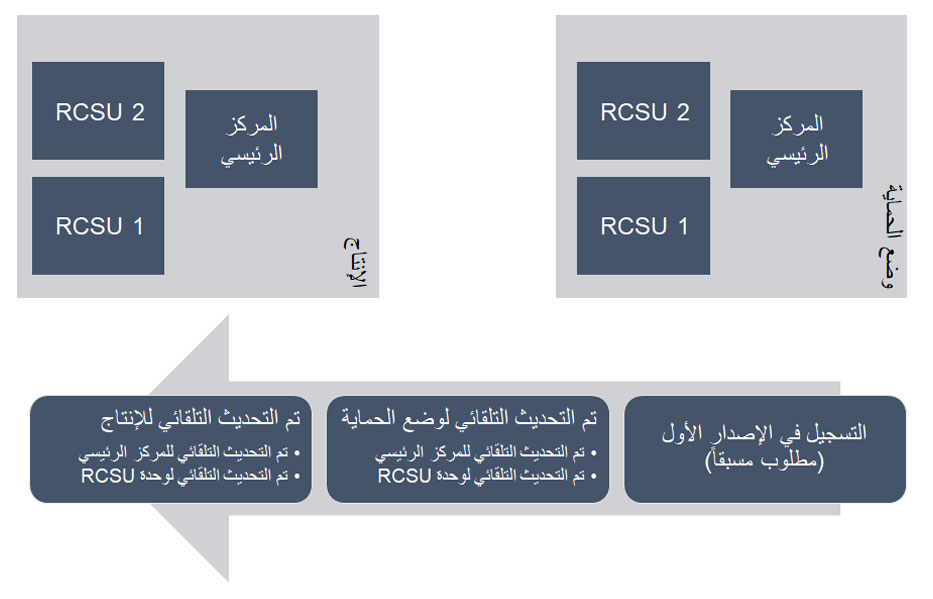 RCSU 2
المركز
الرئيسي
RCSU 1
وضع الحماية
RCSU 2
المركز
الرئيسي
RCSU 1
الإنتاج
التسجيل في الإصدار الأول
(مطلوب مسبقاً)
تم التحديث التلقائي لوضع الحماية
• تم التحديث التلقائي للمركز الرئيسي
• تم التحديث التلقائي لوحدة RCSU
تم التحديث التلقائي للإنتاج
• تم التحديث التلقائي للمركز الرئيسي
• تم التحديث التلقائي لوحدة RCSU